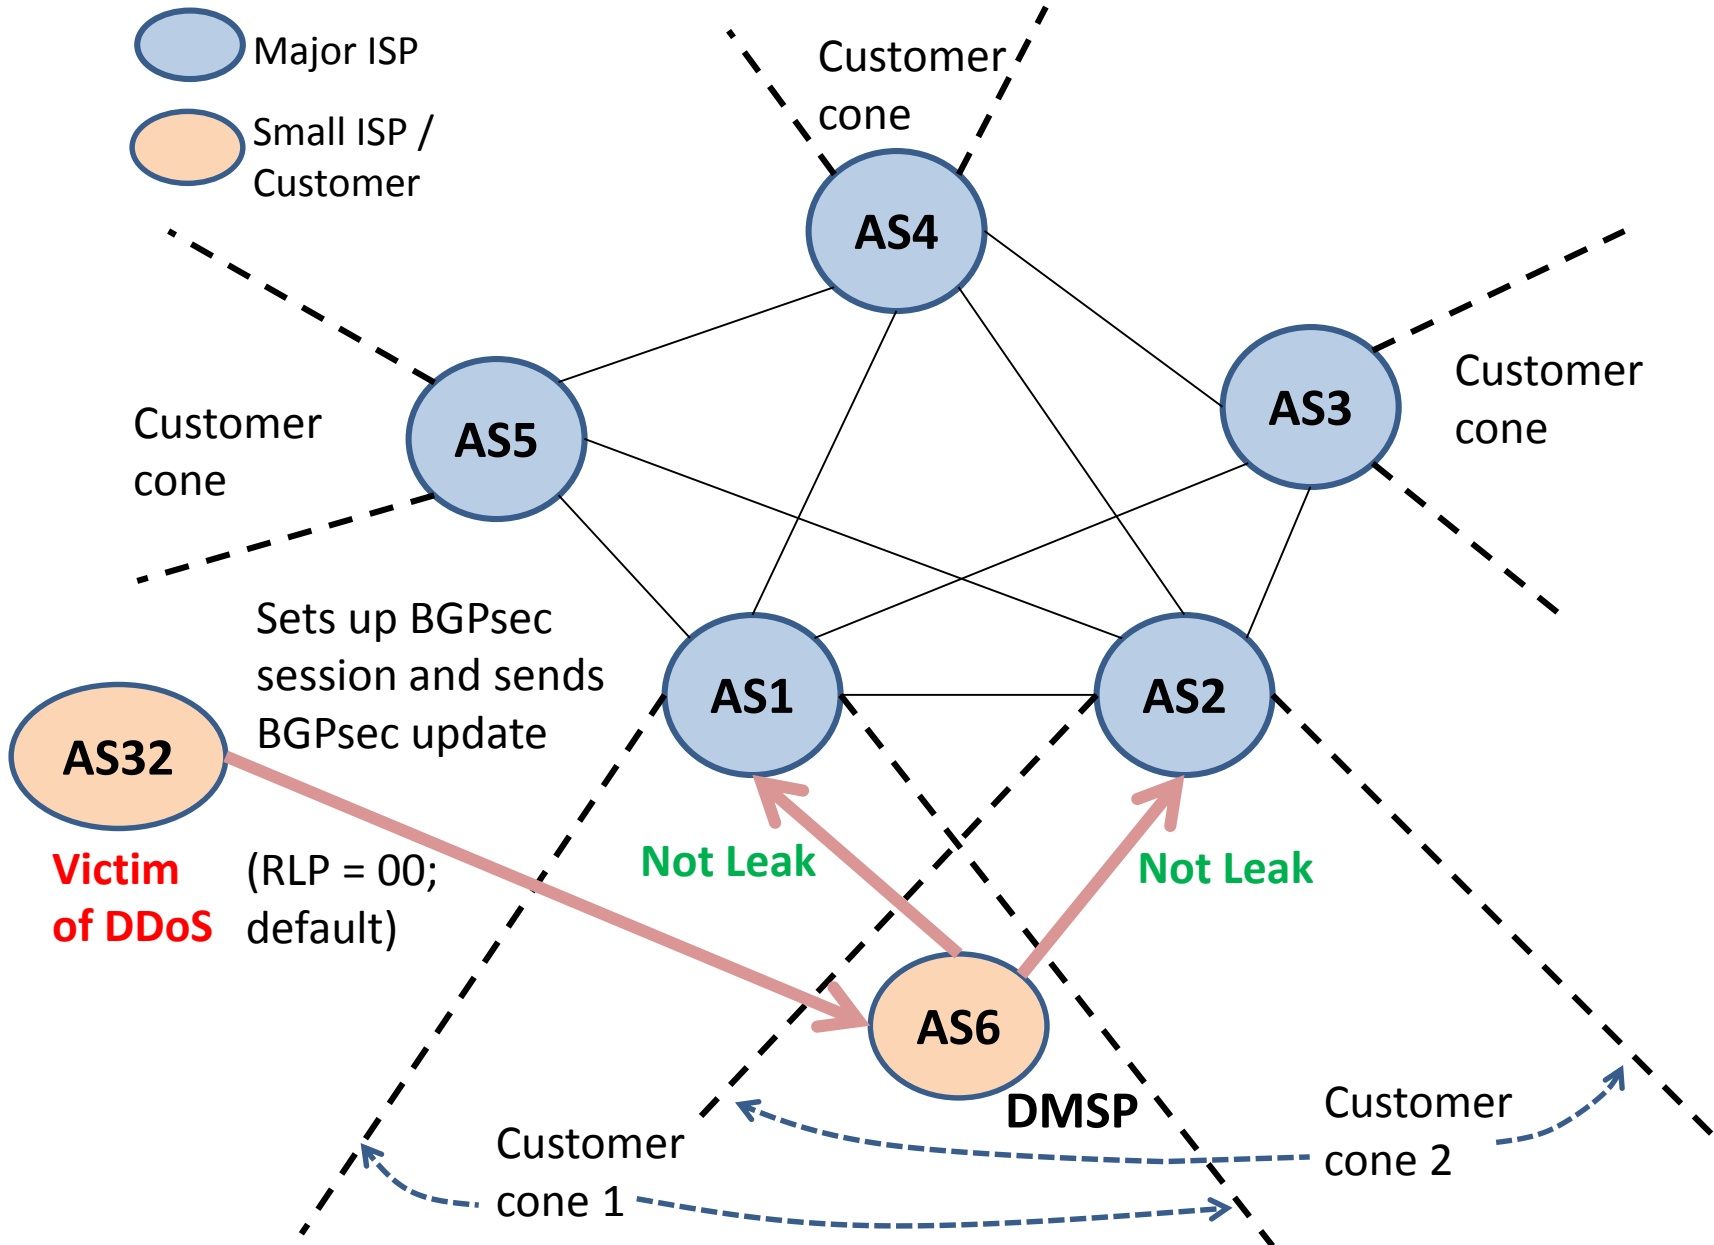 Major ISP
Small ISP /
Customer
Customer
cone
AS4
AS3
Customer
cone
AS5
Customer
cone
Sets up BGPsec
session and sends
BGPsec update
AS1
AS2
AS32
Victim
of DDoS
(RLP = 00;
default)
Not Leak
Not Leak
AS6
DMSP
Customer
cone 1
Customer
cone 2